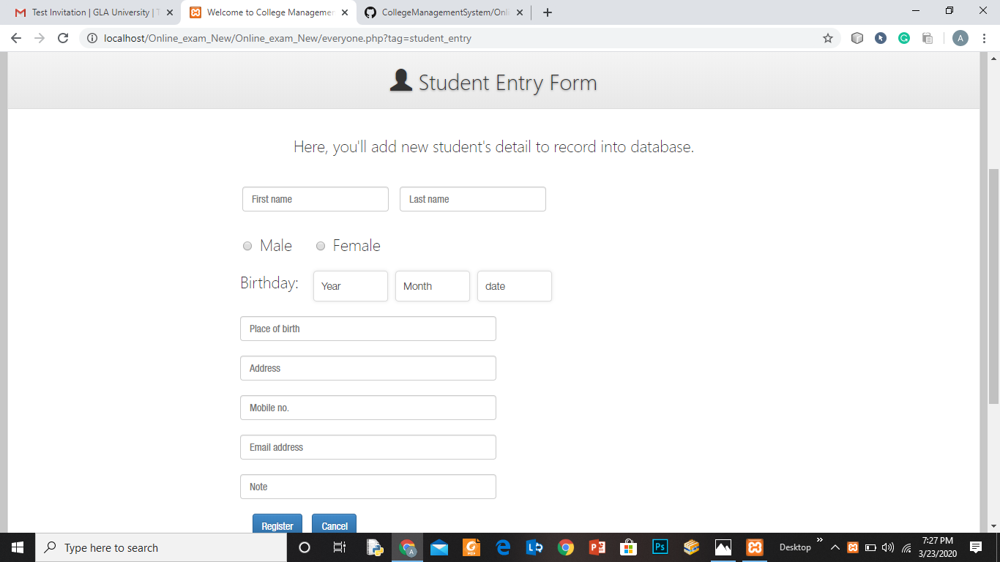 Test Invitation | GLA University | T
Welcome to College Managemen
CollegeManagementSystem/Onli
localhost/Online_exam_New/Online_exam_New/everyone.php?tag=student_entry
A
Student Entry Form
Here, you'll add new student's detail to record into database.
First name Last name
Male Female
Birthday: Year Month date
Place of birth
Address
Mobile no.
Email address
Note
Register Cancel
Type here to search
Desktop
7:27 PM
3/23/2020